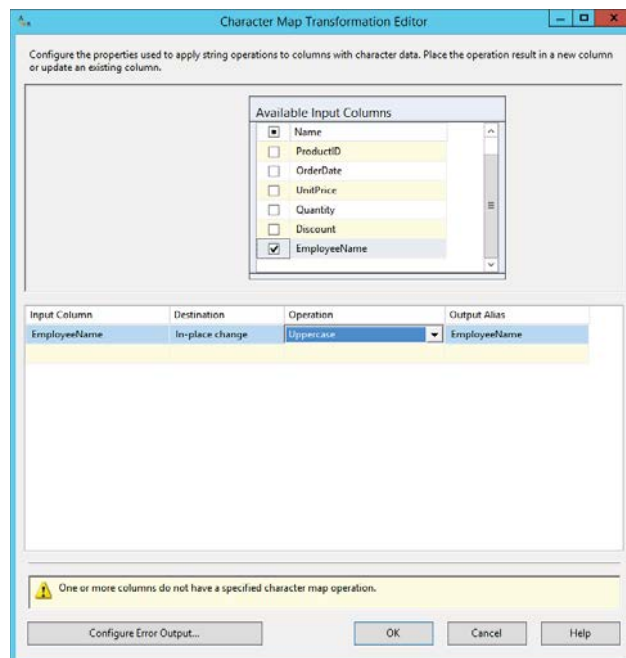 Character Map Transformation Editor
Configure the properties used to apply string operations to columns with character data. Place the operation result in a new column
or update an existing column.
Available Input Columns
Name
ProductID
OrderDate
UnitPrice
Quantity
Discount
EmployeeName
Input Column Destination Operation Output Alias
EmployeeName In-place change Uppercase EmployeeName
One or more columns do not have a specified character map operation.
Configure Error Output... OK Cancel Help